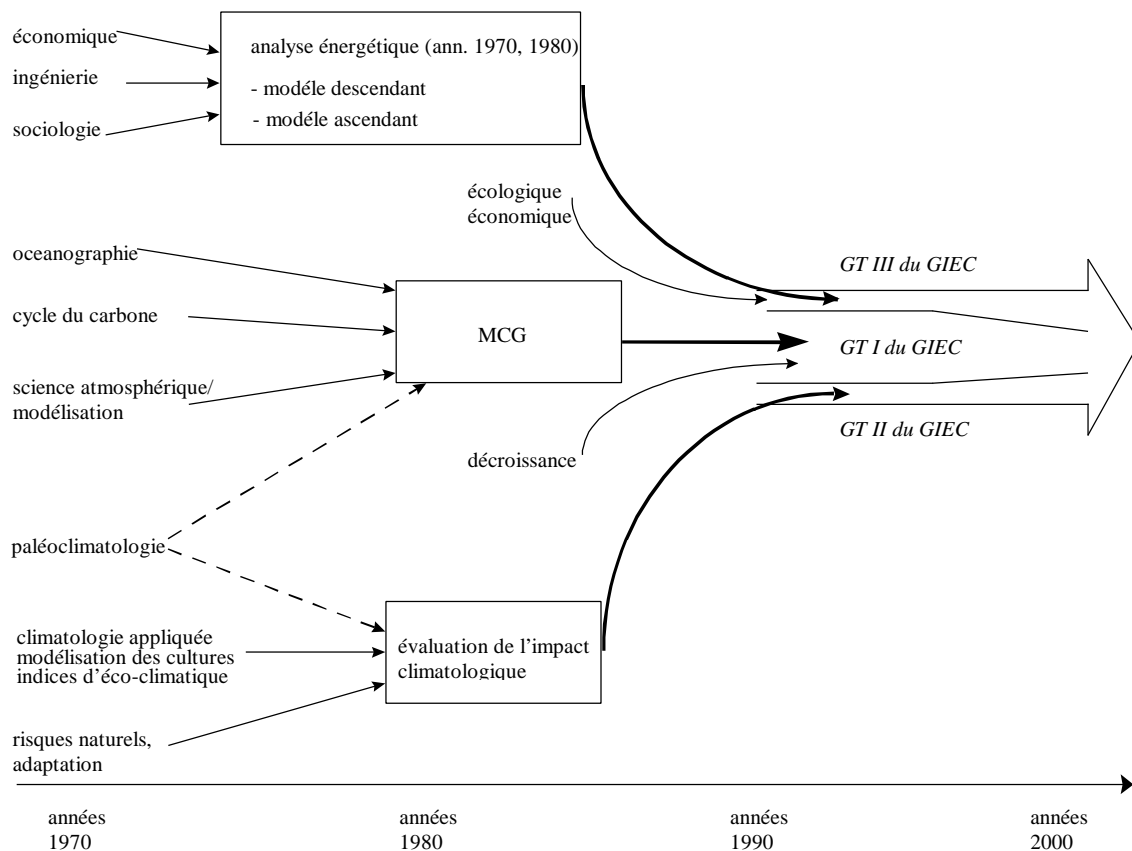 économique
ingénierie
sociologie
analyse énergétique (ann. 1970, 1980)
- modéle descendant
- modéle ascendant
écologique
économique
oceanographie
cycle du carbone
science atmosphérique/
modélisation
MCG
GT III du GIEC
GT I du GIEC
GT II du GIEC
décroissance
paléoclimatologie
climatologie appliquée
modélisation des cultures
indices d'éco-climatique
évaluation de l'impact
climatologique
risques naturels,
adaptation
années
1970
années
1980
années
1990
années
2000